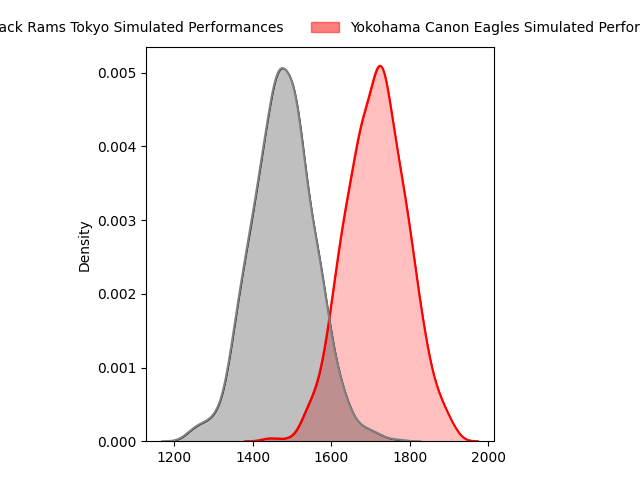 ack Rams Tokyo Simulated Performances
Yokohama Canon Eagles Simulated Perfor
0.005
0.004
0.003
0.002
0.001
0.000
Density
1200 1400 1600 1800 2000